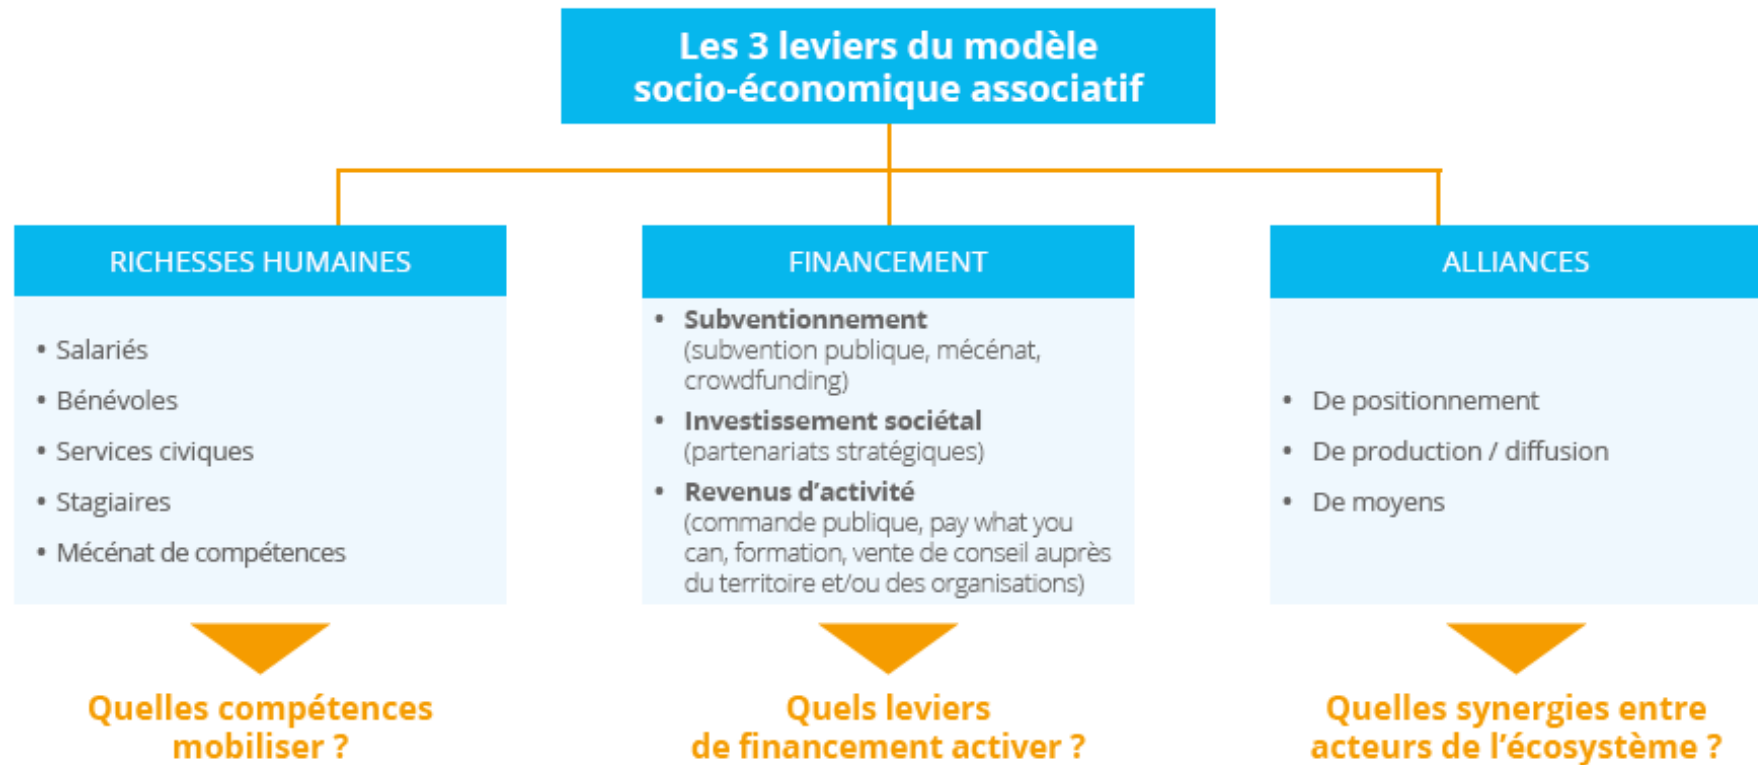 Les 3 leviers du modèle
socio-économique associatif
RICHESSES HUMAINES
• Salariés
• Bénévoles
• Services civiques
• Stagiaires
• Mécénat de compétences
Quelles compétences
mobiliser ?
FINANCEMENT
• Subventionnement
(subvention publique, mécénat,
crowdfunding)
• Investissement sociétal
(partenariats stratégiques)
• Revenus d’activité
(commande publique, pay what you
can, formation, vente de conseil auprès
du territoire et/ou des organisations)
Quels leviers
de financement activer ?
ALLIANCES
• De positionnement
• De production / diffusion
• De moyens
Quelles synergies entre
acteurs de l’écosystème ?